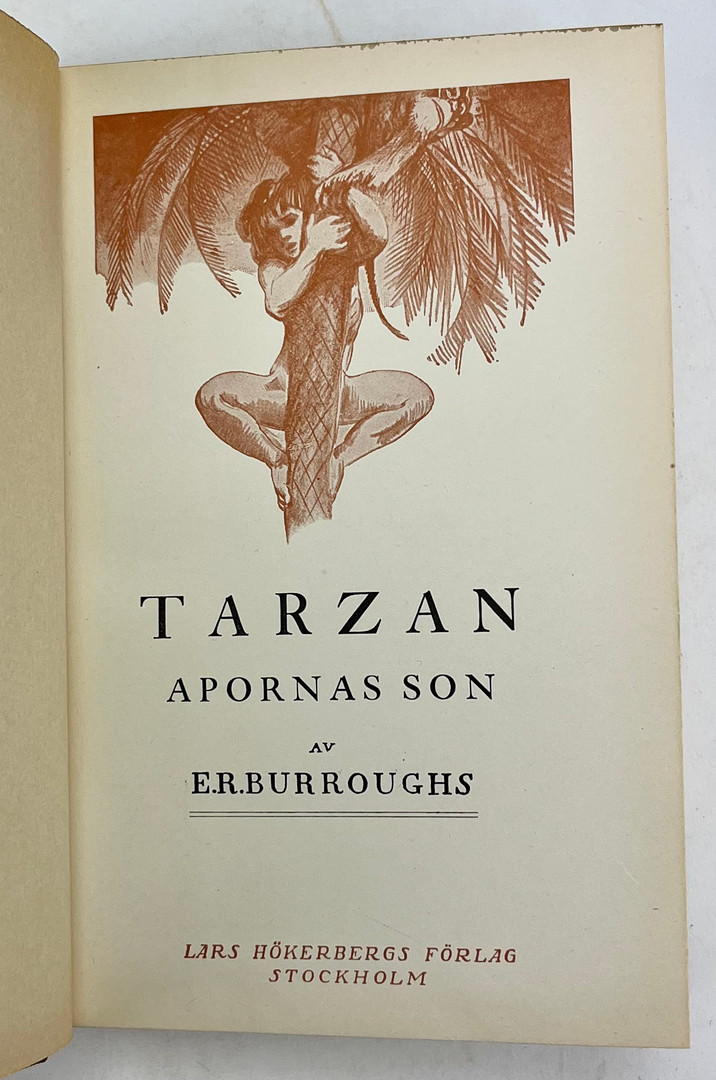 TARZAN
APORNAS SON
AV
E.R.BURROUGHS
LARS HÖKERBERGS FÖRLAG
STOCKHOLM